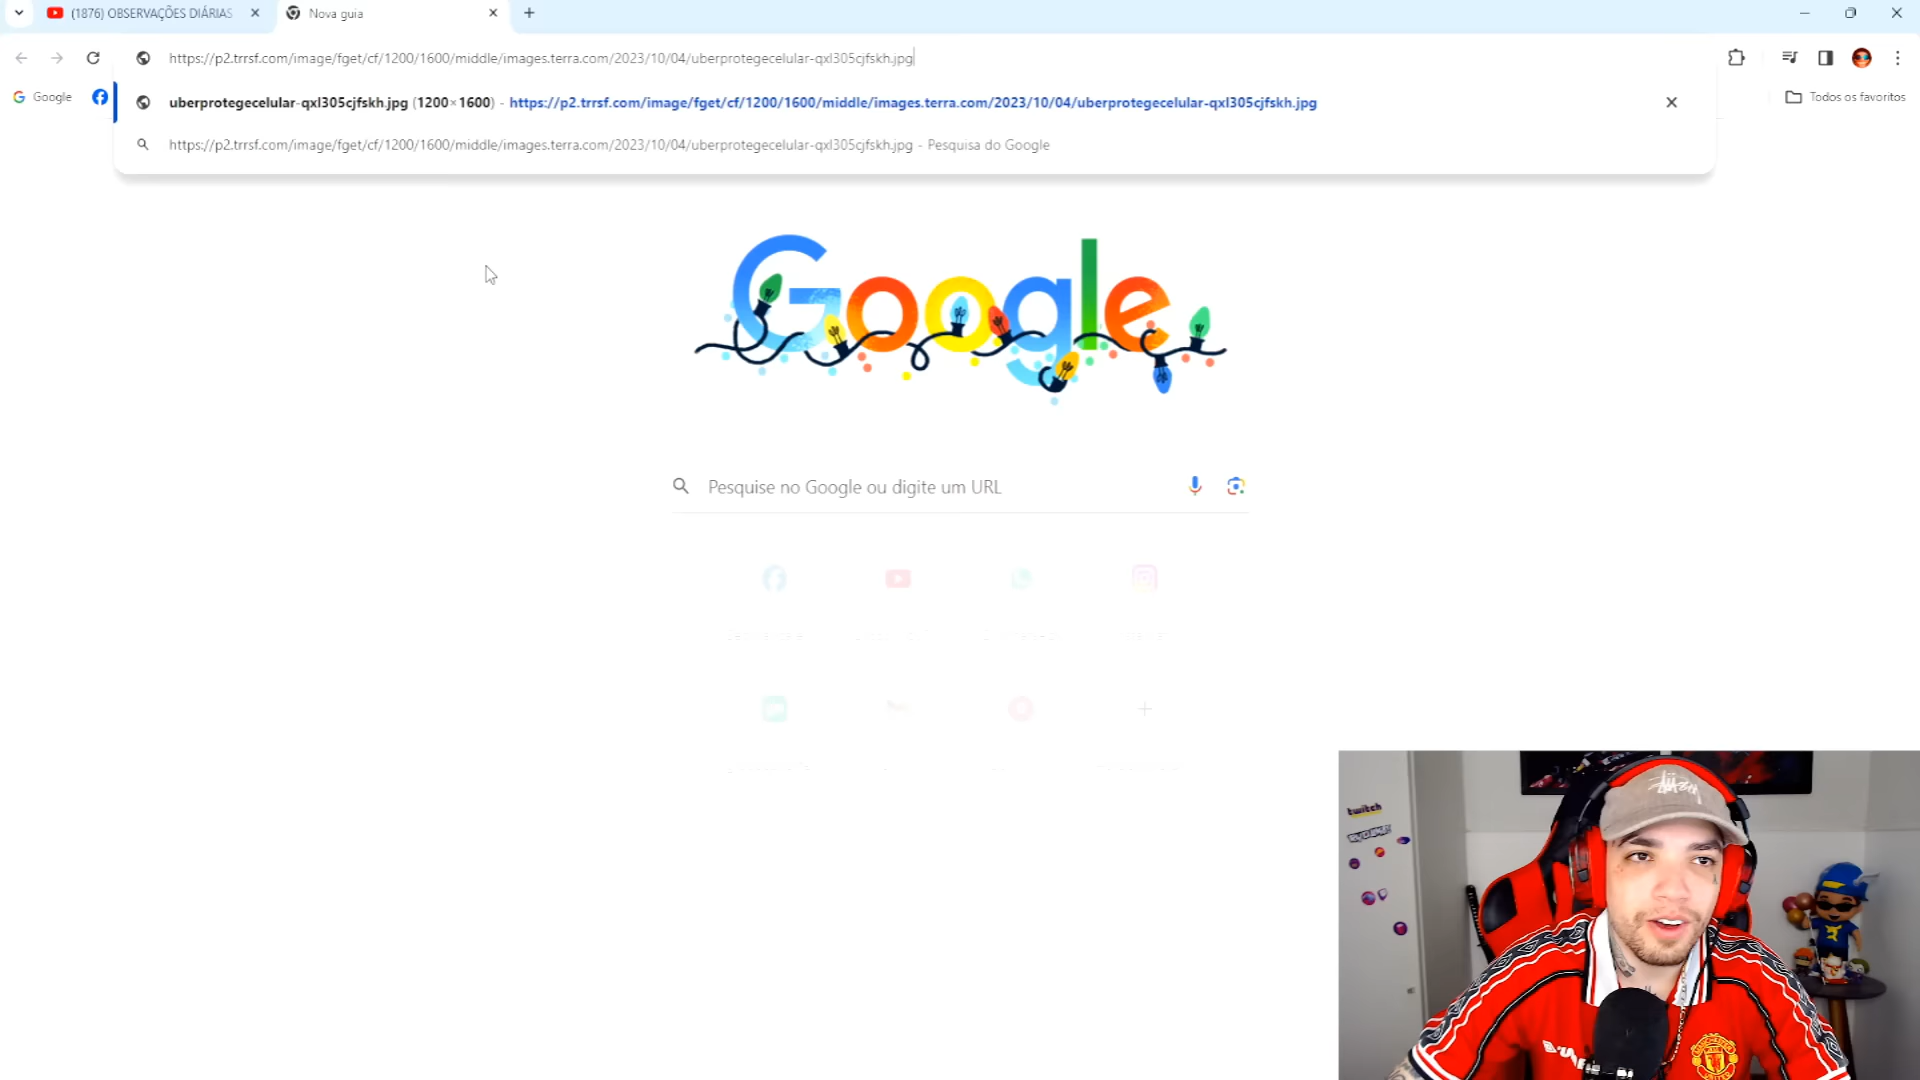 (1876) OBSERVAÇÕES DIÁRIAS
Nova guia
https://p2.trrsf.com/image/fget/cf/1200/1600/middle/images.terra.com/2023/10/04/uberprotegecelular-qxl305cjfskh.jpg
Google
uberprotegecelular-qxl305cjfskh.jpg (1200×1600) - https://p2.trrsf.com/image/fget/cf/1200/1600/middle/images.terra.com/2023/10/04/uberprotegecelular-qxl305cjfskh.jpg
Todos os favoritos
https://p2.trrsf.com/image/fget/cf/1200/1600/middle/images.terra.com/2023/10/04/uberprotegecelular-qxl305cjfskh.jpg - Pesquisa do Google
Google
Pesquise no Google ou digite um URL
twitch
UNITED